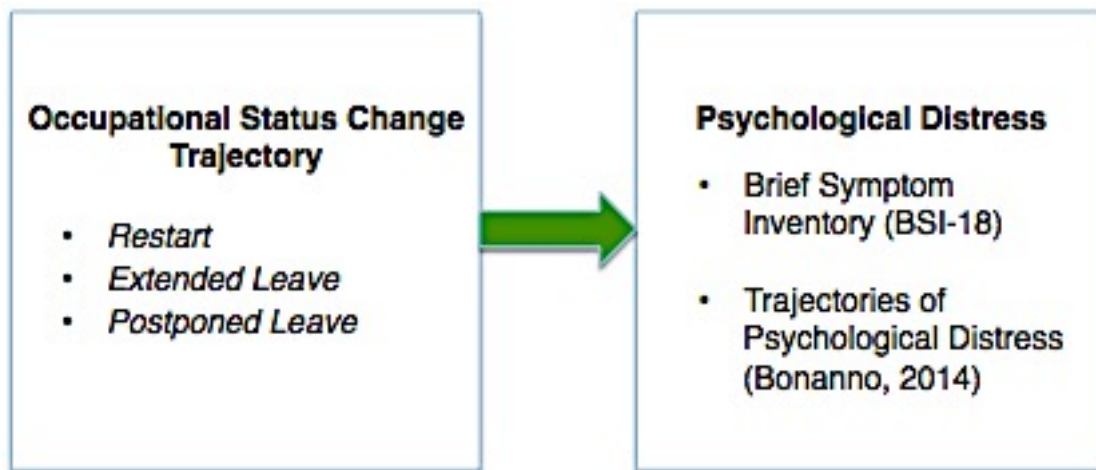 Occupational Status Change
Trajectory
• Restart
• Extended Leave
• Postponed Leave
Psychological Distress
• Brief Symptom
Inventory (BSI-18)
• Trajectories of
Psychological Distress
(Bonanno, 2014)